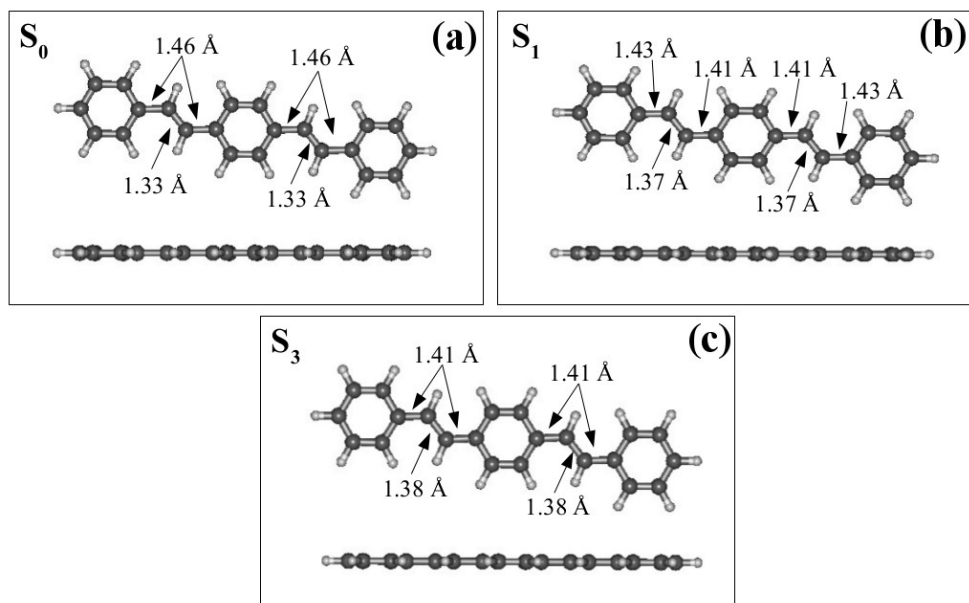 S0 (a)
1.46 Å 1.46 Å
1.33 Å 1.33 Å
S1 (b)
1.43 Å 1.41 Å 1.41 Å 1.43 Å
1.37 Å 1.37 Å
S3 (c)
1.41 Å 1.41 Å
1.38 Å 1.38 Å